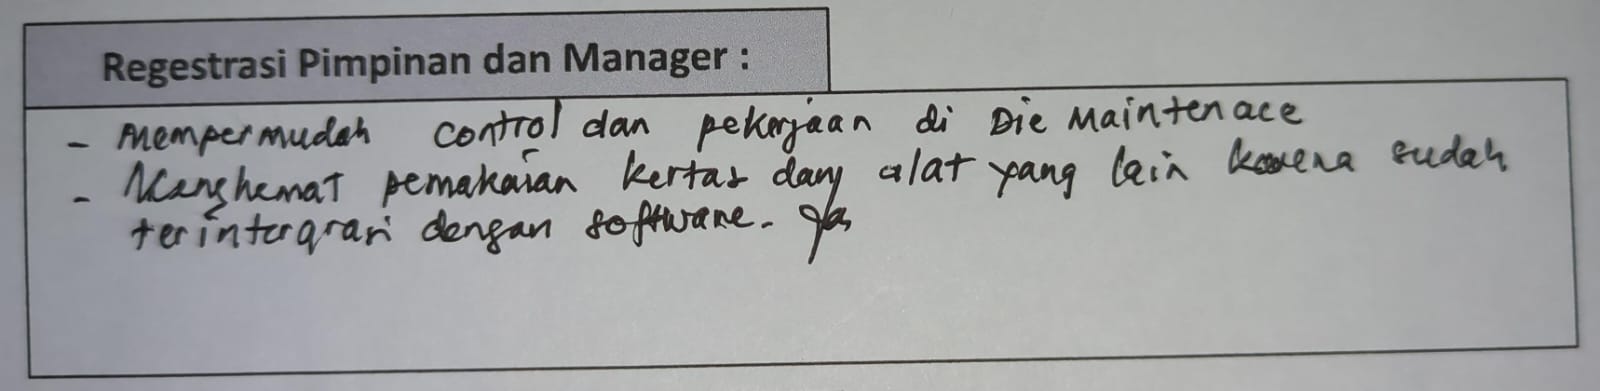 Regestrasi Pimpinan dan Manager :
- Mempermudah control dan pekerjaan di Die Maintenace
- Menghemat pemakaian kertas dan alat yang lain karena sudah
terintergrasi dengan software.